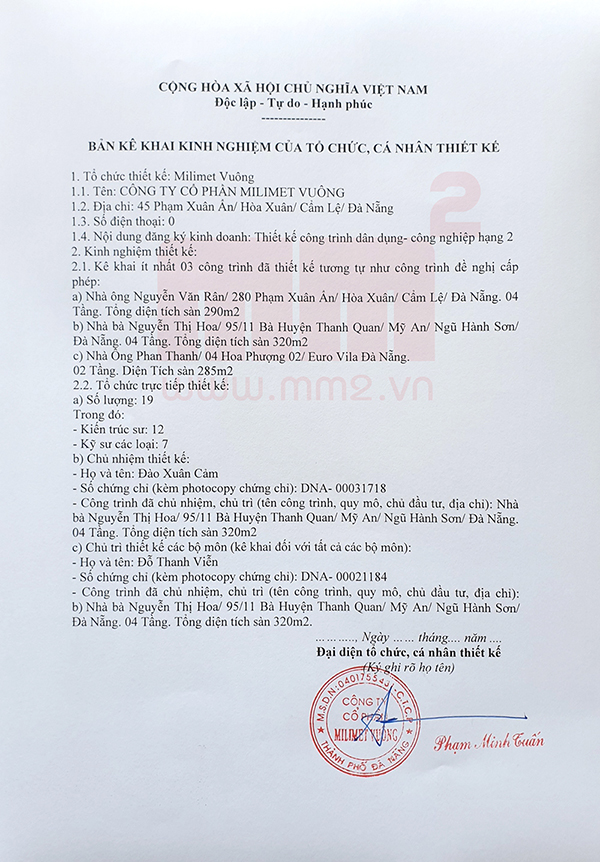 CỘNG HÒA XÃ HỘI CHỦ NGHĨA VIỆT NAM
Độc lập - Tự do - Hạnh phúc
---------------
BẢN KÊ KHAI KINH NGHIỆM CỦA TỔ CHỨC, CÁ NHÂN THIẾT KẾ
1. Tổ chức thiết kế: Milimet Vuông
1.1. Tên: CÔNG TY CỔ PHẦN MILIMET VUÔNG
1.2. Địa chỉ: 45 Phạm Xuân Ẩn/ Hòa Xuân/ Cẩm Lệ/ Đà Nẵng
1.3. Số điện thoại: 0
1.4. Nội dung đăng ký kinh doanh: Thiết kế công trình dân dụng- công nghiệp hạng 2
2. Kinh nghiệm thiết kế:
2.1. Kê khai ít nhất 03 công trình đã thiết kế tương tự như công trình đề nghị cấp
phép:
a) Nhà ông Nguyễn Văn Rân/ 280 Phạm Xuân Ẩn/ Hòa Xuân/ Cẩm Lệ/ Đà Nẵng. 04
Tầng. Tổng diện tích sàn 290m2
b) Nhà bà Nguyễn Thị Hoa/ 95/11 Bà Huyện Thanh Quan/ Mỹ An/ Ngũ Hành Sơn/
Đà Nẵng. 04 Tầng. Tổng diện tích sàn 320m2
c) Nhà Ông Phan Thanh/ 04 Hoa Phượng 02/ Euro Vila Đà Nẵng.
02 Tầng. Diện Tích sàn 285m2
2.2. Tổ chức trực tiếp thiết kế:
a) Số lượng: 19
Trong đó:
- Kiến trúc sư: 12
- Kỹ sư các loại: 7
b) Chủ nhiệm thiết kế:
- Họ và tên: Đào Xuân Cảm
- Số chứng chỉ (kèm photocopy chứng chỉ): DNA- 00031718
- Công trình đã chủ nhiệm, chủ trì (tên công trình, quy mô, chủ đầu tư, địa chỉ): Nhà
bà Nguyễn Thị Hoa/ 95/11 Bà Huyện Thanh Quan/ Mỹ An/ Ngũ Hành Sơn/ Đà Nẵng.
04 Tầng. Tổng diện tích sàn 320m2
c) Chủ trì thiết kế các bộ môn (kê khai đối với tất cả các bộ môn):
- Họ và tên: Đỗ Thanh Viễn
- Số chứng chỉ (kèm photocopy chứng chỉ): DNA- 00021184
- Công trình đã chủ nhiệm, chủ trì (tên công trình, quy mô, chủ đầu tư, địa chỉ):
b) Nhà bà Nguyễn Thị Hoa/ 95/11 Bà Huyện Thanh Quan/ Mỹ An/ Ngũ Hành Sơn/
Đà Nẵng. 04 Tầng. Tổng diện tích sàn 320m2.
…………, Ngày …… tháng.... năm ....
Đại diện tổ chức, cá nhân thiết kế
(Ký ghi rõ họ tên)
CÔNG TY
CỔ PHẦN
MILIMET VUÔNG
THÀNH PHỐ ĐÀ NẴNG
Phạm Minh Tuấn
mm2
www.mm2.vn